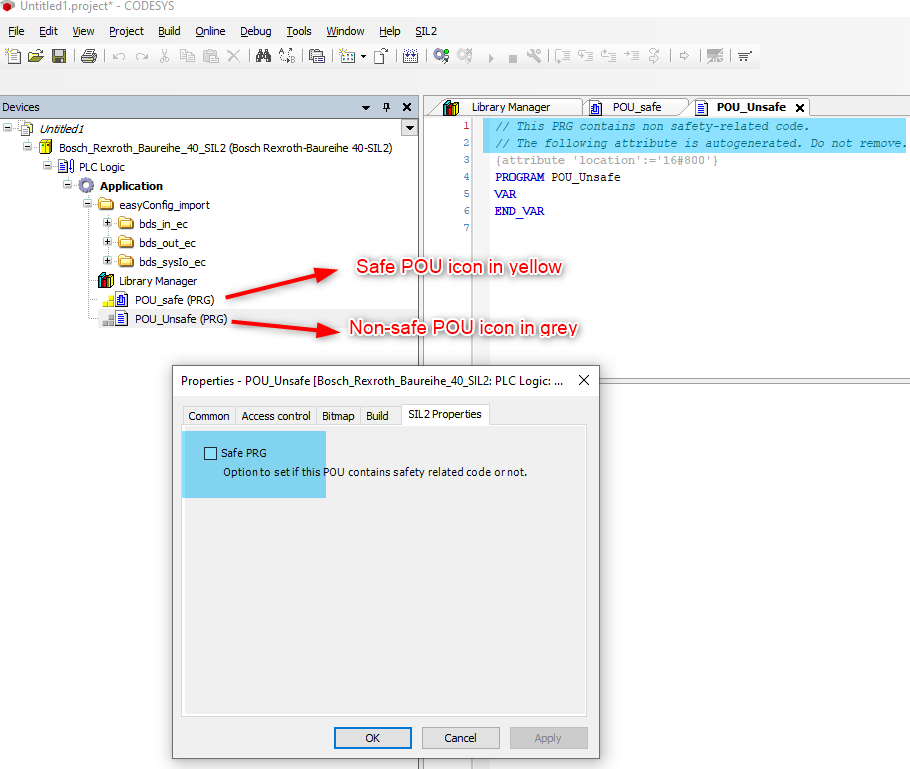 Untitled1.project* - CODESYS
File Edit View Project Build Online Debug Tools Window Help SIL2
Devices
Untitled1
Bosch_Rexroth_Baureihe_40_SIL2 (Bosch Rexroth-Baureihe 40-SIL2)
PLC Logic
Application
easyConfig_import
bds_in_ec
bds_out_ec
bds_sysIo_ec
Library Manager
POU_safe (PRG)
POU_Unsafe (PRG)
Library Manager POU_safe POU_Unsafe
1 // This PRG contains non safety-related code.
2 // The following attribute is autogenerated. Do not remove.
3 {attribute 'location':='16#800'}
4 PROGRAM POU_Unsafe
5 VAR
6 END_VAR
7
Safe POU icon in yellow
Non-safe POU icon in grey
Properties - POU_Unsafe [Bosch_Rexroth_Baureihe_40_SIL2: PLC Logic: ...
Common Access control Bitmap Build SIL2 Properties
Safe PRG
Option to set if this POU contains safety related code or not.
OK Cancel Apply